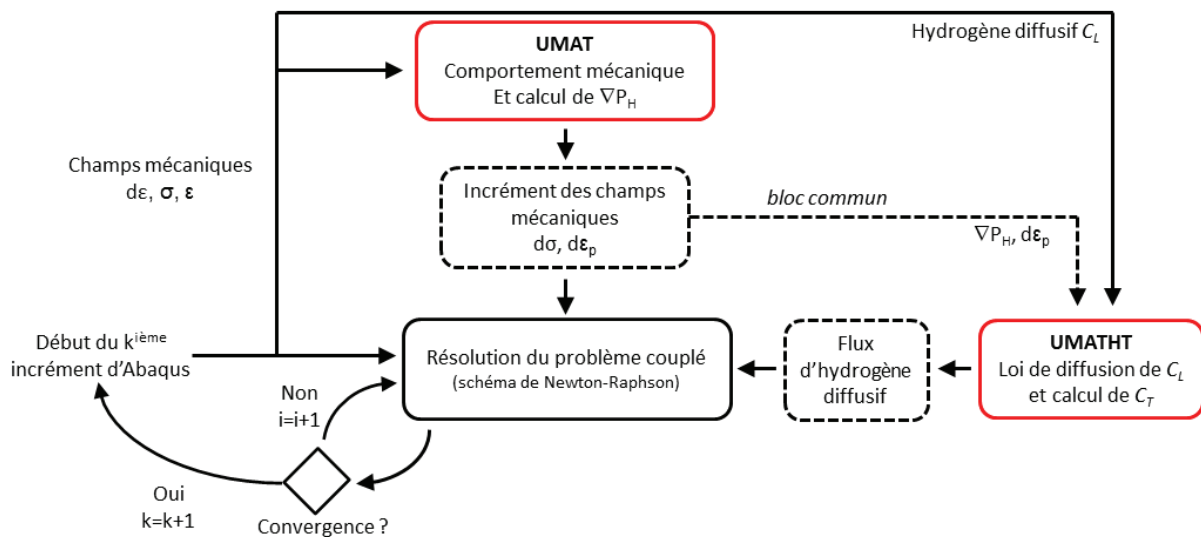 Hydrogène diffusif C_L
UMAT
Comportement mécanique
Et calcul de ∇P_H
Champs mécaniques
dε, σ, ε
Incrément des champs
mécaniques
dσ, dε_p
bloc commun
∇P_H, dε_p
Début du k^ième
incrément d'Abaqus
Résolution du problème couplé
(schéma de Newton-Raphson)
Flux
d'hydrogène
diffusif
UMATHT
Loi de diffusion de C_L
et calcul de C_T
Non
i=i+1
Oui
k=k+1
Convergence ?